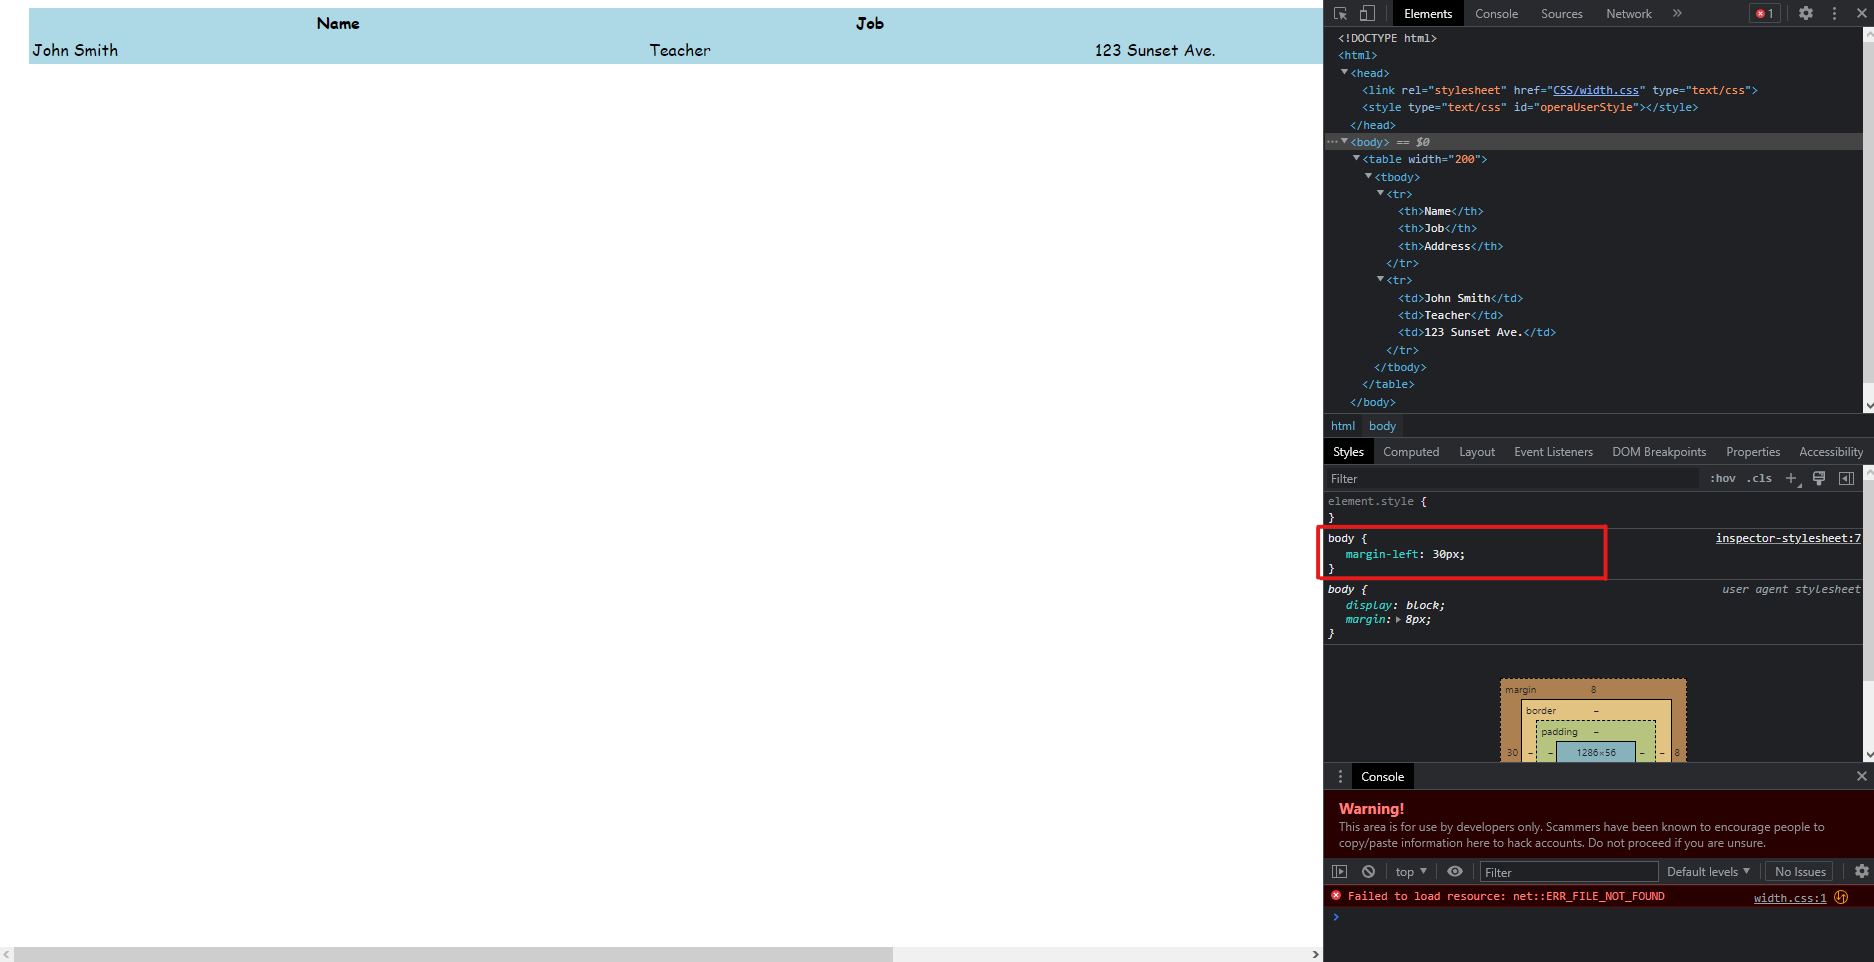 Name Job
John Smith Teacher 123 Sunset Ave.
Elements Console Sources Network » 1
<!DOCTYPE html>
<html>
<head>
<link rel="stylesheet" href="CSS/width.css" type="text/css">
<style type="text/css" id="operaUserStyle"></style>
</head>
<body> == $0
<table width="200">
<tbody>
<tr>
<th>Name</th>
<th>Job</th>
<th>Address</th>
</tr>
<tr>
<td>John Smith</td>
<td>Teacher</td>
<td>123 Sunset Ave.</td>
</tr>
</tbody>
</table>
</body>
html body
Styles Computed Layout Event Listeners DOM Breakpoints Properties Accessibility
Filter :hov .cls +
element.style {
}
body { inspector-stylesheet:7
margin-left: 30px;
}
body { user agent stylesheet
display: block;
margin: 8px;
}
margin 8
border –
padding –
30 – – 1286×56 – – 8
Console
Warning!
This area is for use by developers only. Scammers have been known to encourage people to
copy/paste information here to hack accounts. Do not proceed if you are unsure.
top Filter Default levels No Issues
Failed to load resource: net::ERR_FILE_NOT_FOUND width.css:1